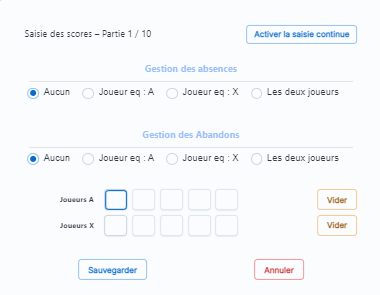 Saisie des scores – Partie 1 / 10
Activer la saisie continue
Gestion des absences
Aucun Joueur eq : A Joueur eq : X Les deux joueurs
Gestion des Abandons
Aucun Joueur eq : A Joueur eq : X Les deux joueurs
Joueurs A Vider
Joueurs X Vider
Sauvegarder Annuler